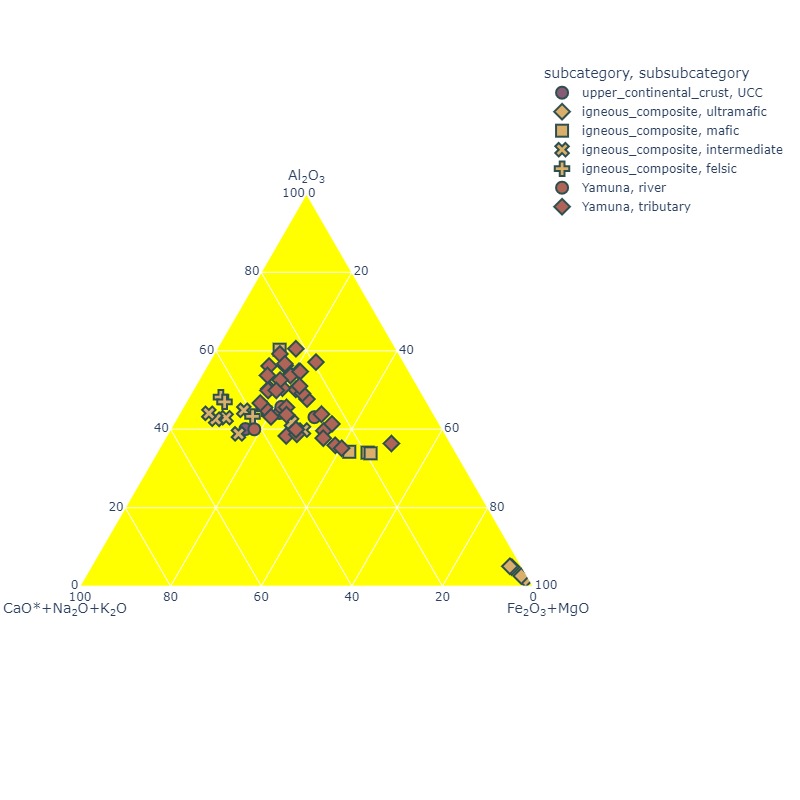 subcategory, subsubcategory
upper_continental_crust, UCC
igneous_composite, ultramafic
igneous_composite, mafic
igneous_composite, intermediate
igneous_composite, felsic
Yamuna, river
Yamuna, tributary
Al₂O₃
100 0
80 20
60 40
40 60
20 80
0 100
100 80 60 40 20 0
CaO*+Na₂O+K₂O Fe₂O₃+MgO